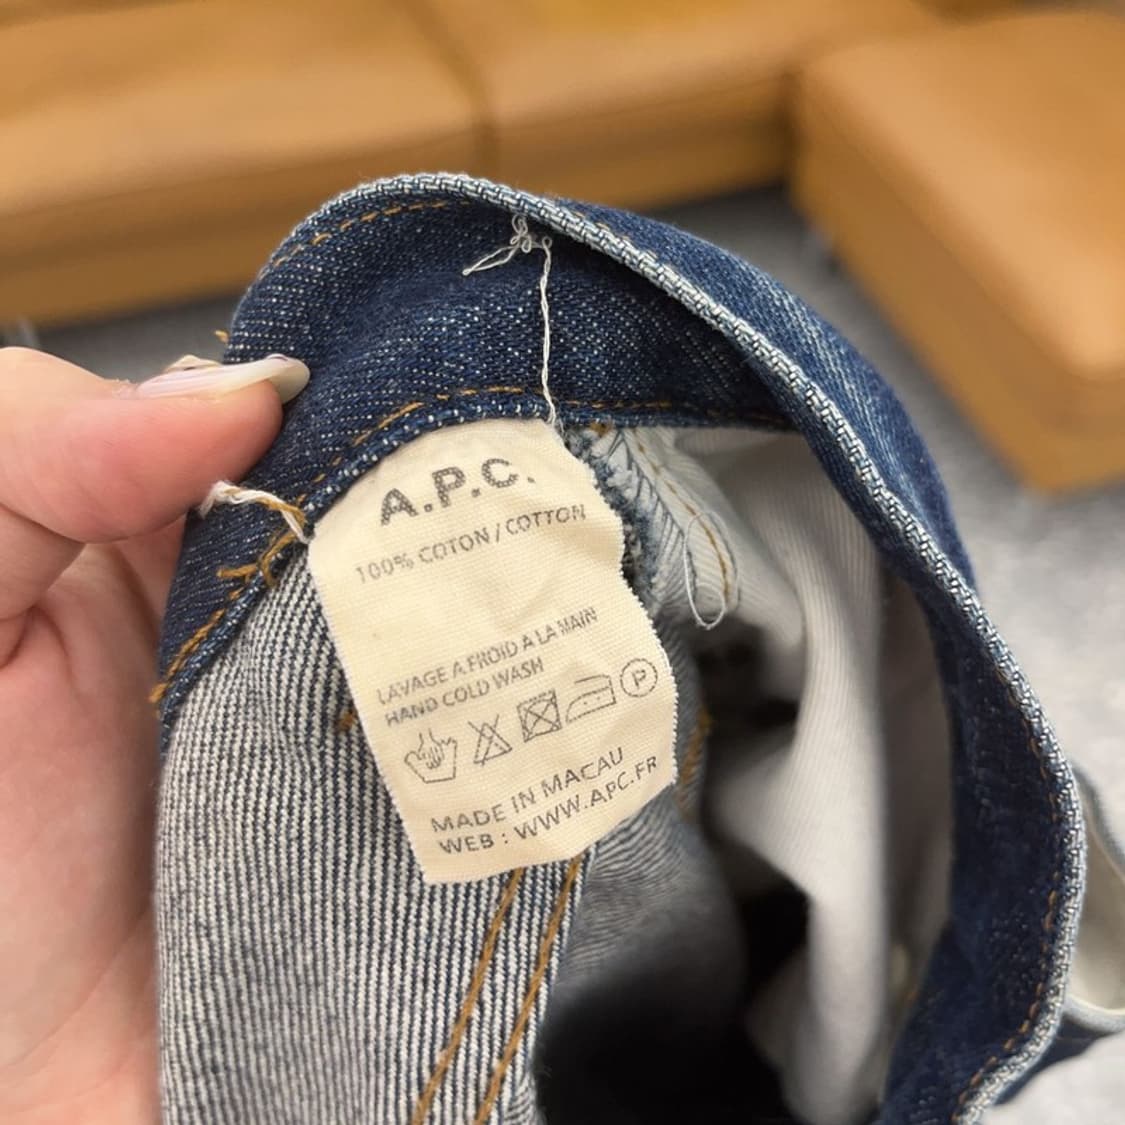 A.P.C.
100% COTON / COTTON
LAVAGE A FROID A LA MAIN
HAND COLD WASH
P
MADE IN MACAU
WEB : WWW.APC.FR